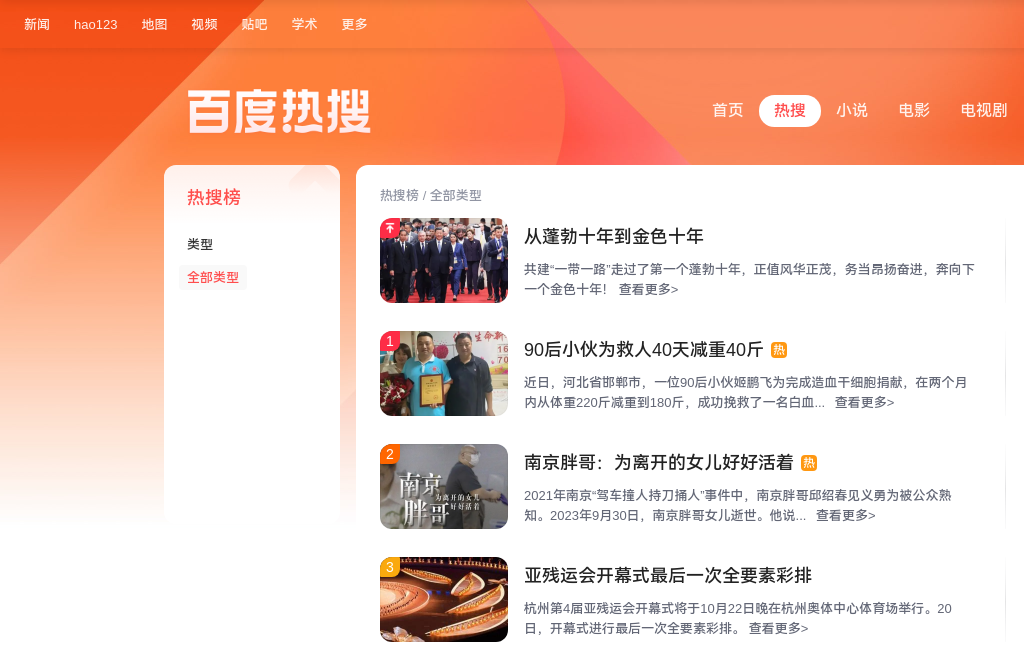 新闻 hao123 地图 视频 贴吧 学术 更多
百度热搜
首页 热搜 小说 电影 电视剧
热搜榜
类型
全部类型
热搜榜 / 全部类型
从蓬勃十年到金色十年
共建“一带一路”走过了第一个蓬勃十年，正值风华正茂，务当昂扬奋进，奔向下
一个金色十年！ 查看更多>
1
90后小伙为救人40天减重40斤 热
近日，河北省邯郸市，一位90后小伙姬鹏飞为完成造血干细胞捐献，在两个月
内从体重220斤减重到180斤，成功挽救了一名白血... 查看更多>
2
南京
胖哥
为离开的女儿
好好活着
南京胖哥：为离开的女儿好好活着 热
2021年南京“驾车撞人持刀捅人”事件中，南京胖哥邱绍春见义勇为被公众熟
知。2023年9月30日，南京胖哥女儿逝世。他说... 查看更多>
3
亚残运会开幕式最后一次全要素彩排
杭州第4届亚残运会开幕式将于10月22日晚在杭州奥体中心体育场举行。20
日，开幕式进行最后一次全要素彩排。 查看更多>